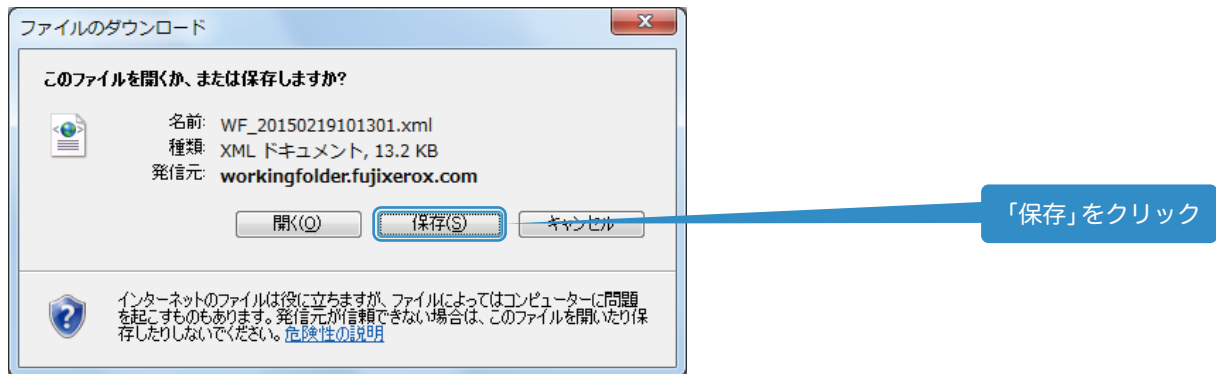 ファイルのダウンロード
このファイルを開くか、または保存しますか?
名前: WF_20150219101301.xml
種類: XML ドキュメント, 13.2 KB
発信元: workingfolder.fujixerox.com
開く(O) 保存(S) キャンセル
「保存」をクリック
インターネットのファイルは役に立ちますが、ファイルによってはコンピューターに問題
を起こすものもあります。発信元が信頼できない場合は、このファイルを開いたり保
存したりしないでください。危険性の説明